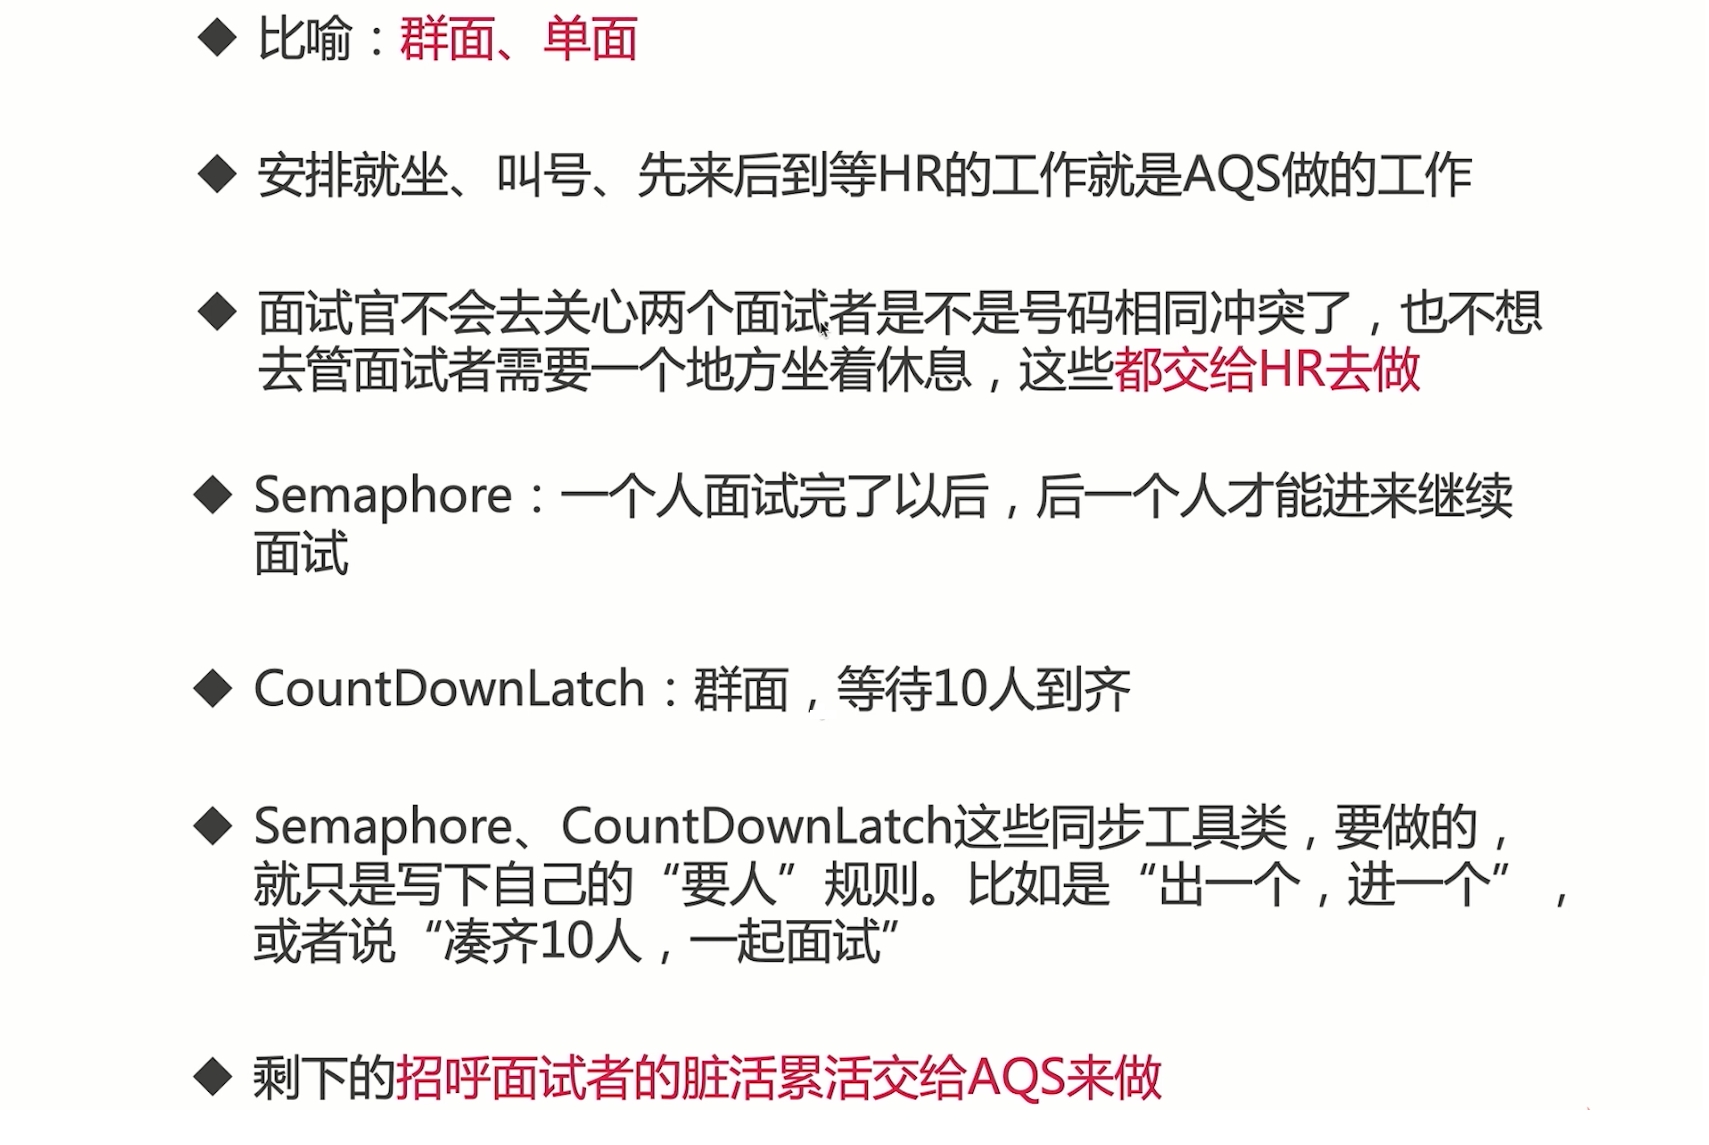 ◆ 比喻：群面、单面
◆ 安排就坐、叫号、先来后到等HR的工作就是AQS做的工作
◆ 面试官不会去关心两个面试者是不是号码相同冲突了，也不想
去管面试者需要一个地方坐着休息，这些都交给HR去做
◆ Semaphore：一个人面试完了以后，后一个人才能进来继续
面试
◆ CountDownLatch：群面，等待10人到齐
◆ Semaphore、CountDownLatch这些同步工具类，要做的，
就只是写下自己的“要人”规则。比如是“出一个，进一个”，
或者说“凑齐10人，一起面试”
◆ 剩下的招呼面试者的脏活累活交给AQS来做